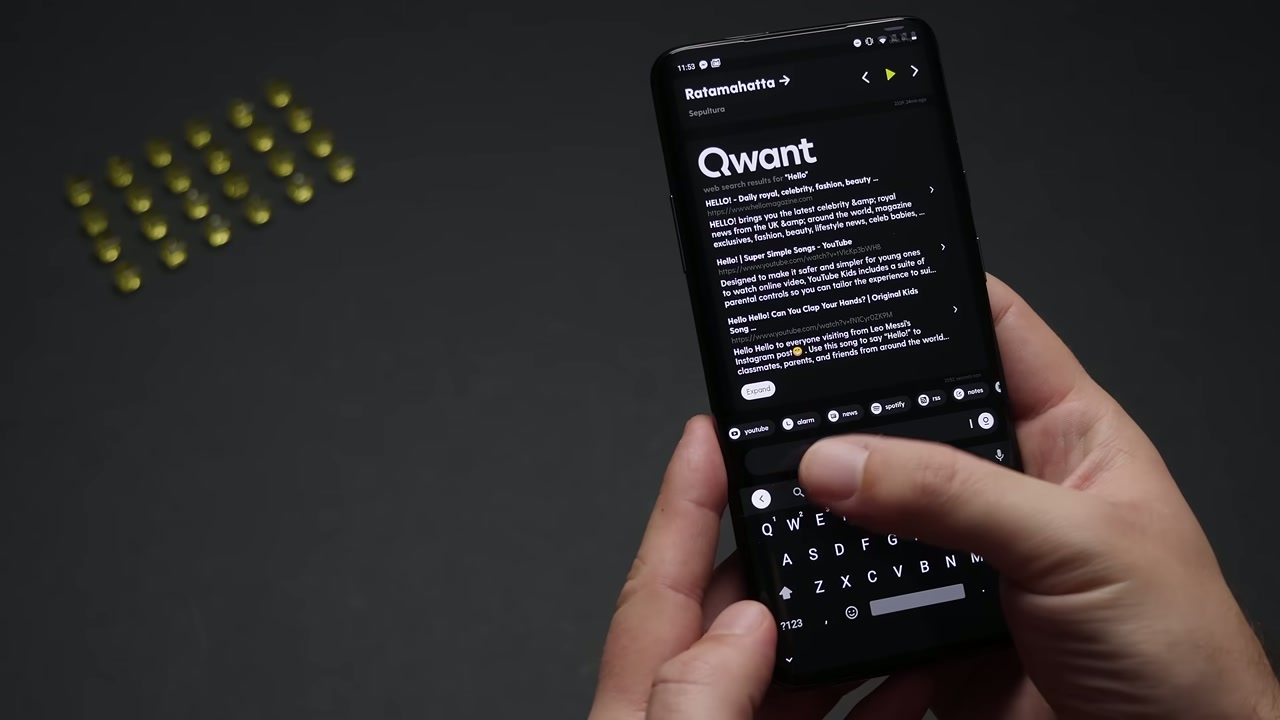 11:53
Ratamahatta →
Sepultura
Qwant
web search results for "Hello"
HELLO! - Daily royal, celebrity, fashion, beauty ...
https://www.hellomagazine.com
HELLO! brings you the latest celebrity &amp; royal
news from the UK &amp; around the world, magazine
exclusives, fashion, beauty, lifestyle news, celeb babies, ...
Hello! | Super Simple Songs - YouTube
Designed to make it safer and simpler for young ones
to watch online video, YouTube Kids includes a suite of
parental controls so you can tailor the experience to sui...
Hello Hello! Can You Clap Your Hands? | Original Kids
Song ...
Hello Hello to everyone visiting from Leo Messi's
Instagram post🤭. Use this song to say "Hello!" to
classmates, parents, and friends from around the world...
Expand
youtube alarm news spotify rss notes
Q1 W2 E
A S D F G
Z X C V B N M
?123 , .